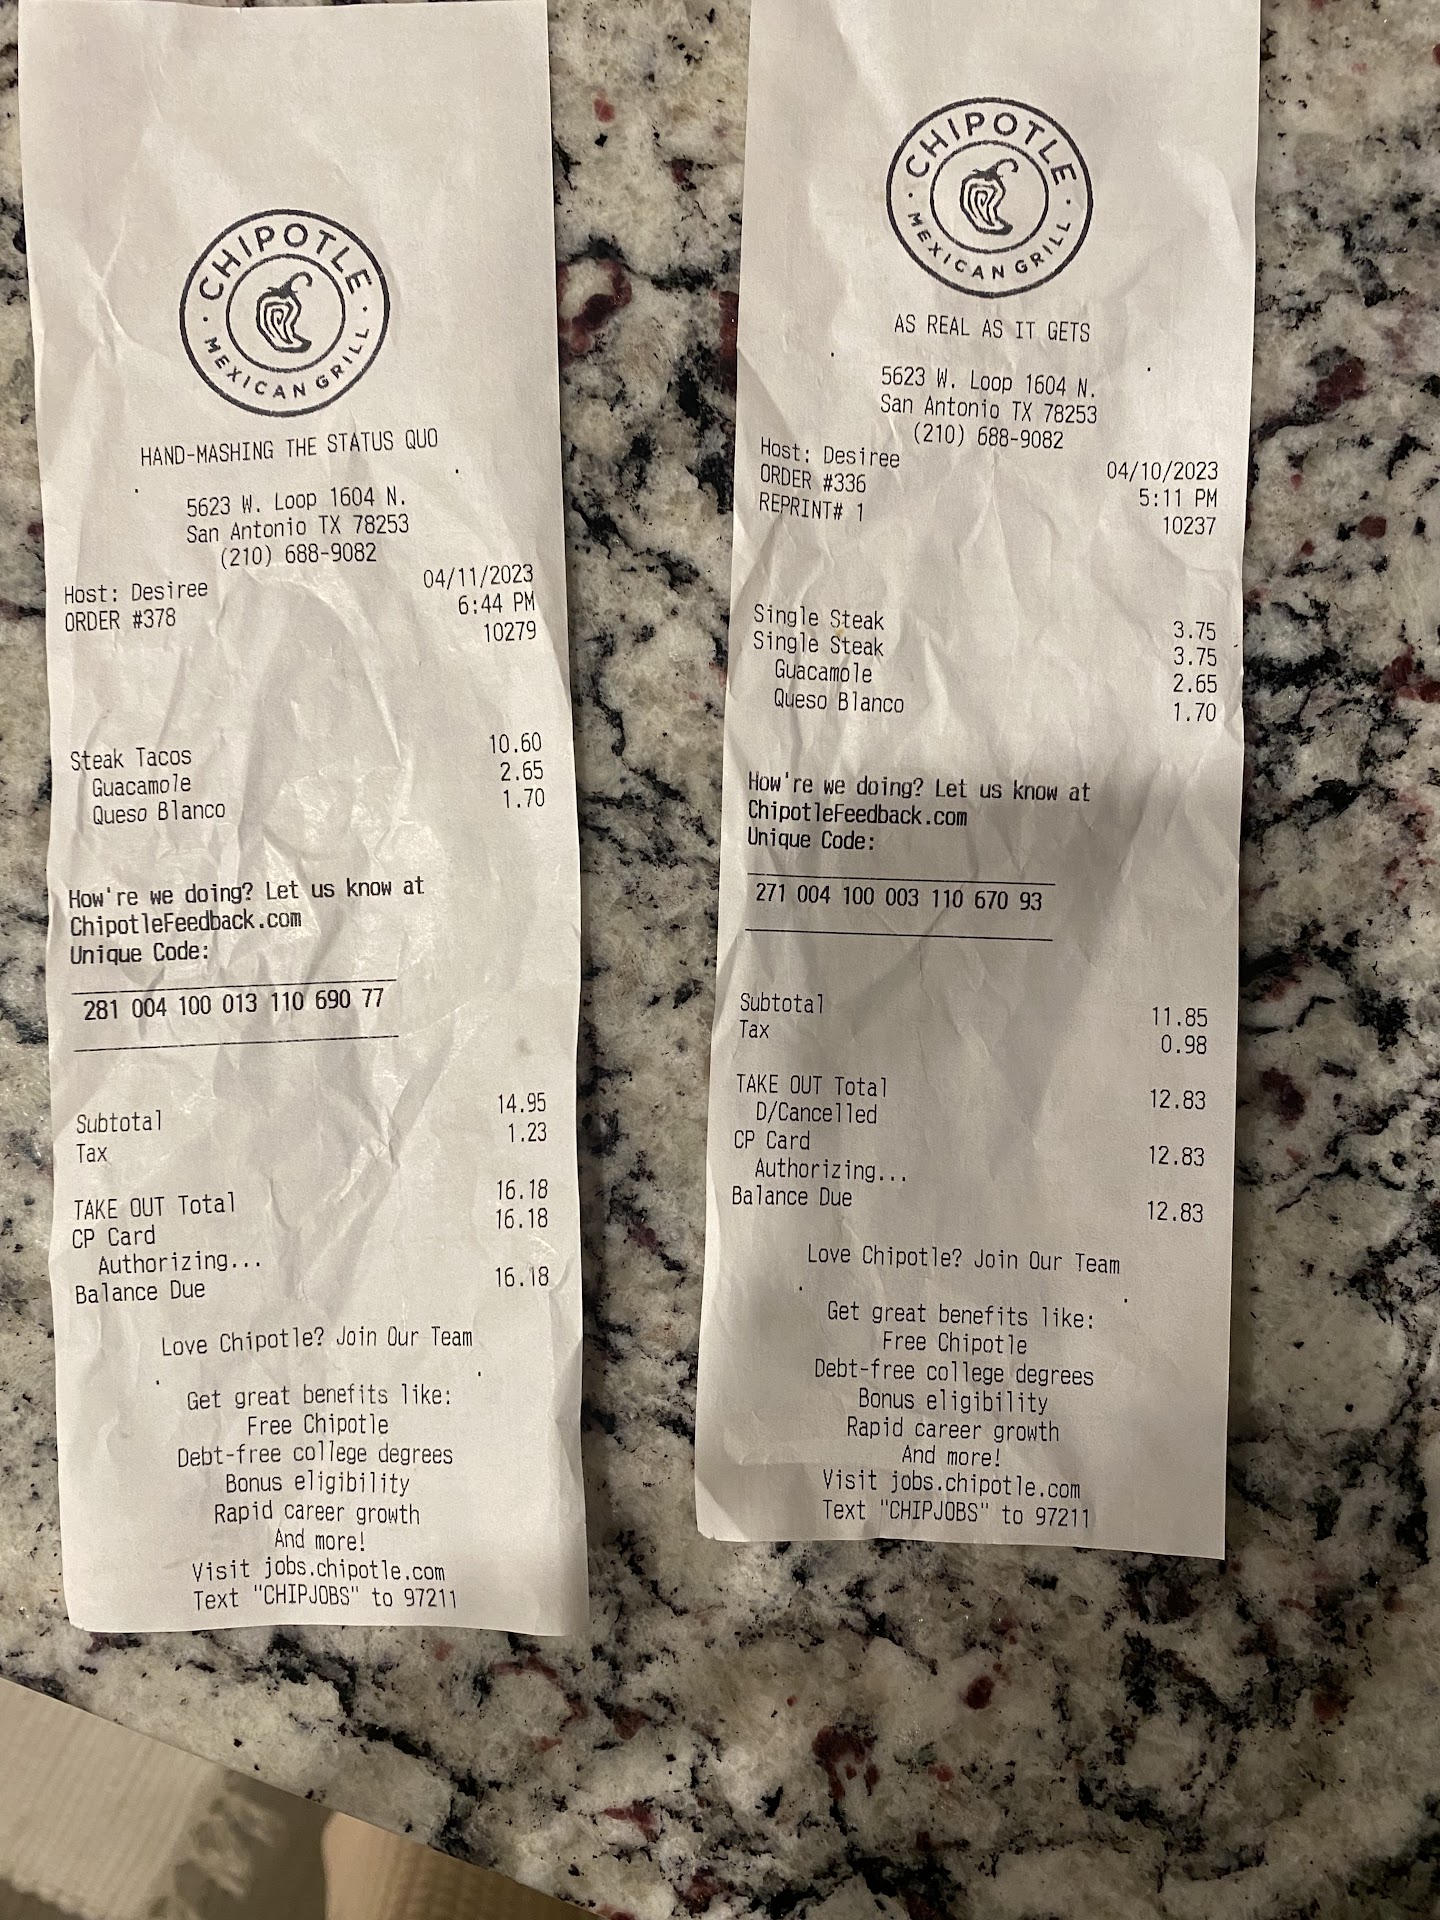 CHIPOTLE
MEXICAN GRILL
HAND-MASHING THE STATUS QUO
5623 W. Loop 1604 N.
San Antonio TX 78253
(210) 688-9082
Host: Desiree 04/11/2023
ORDER #378 6:44 PM
10279
Steak Tacos 10.60
Guacamole 2.65
Queso Blanco 1.70
How're we doing? Let us know at
ChipotleFeedback.com
Unique Code:
281 004 100 013 110 690 77
Subtotal 14.95
Tax 1.23
TAKE OUT Total 16.18
CP Card 16.18
Authorizing...
Balance Due 16.18
Love Chipotle? Join Our Team
Get great benefits like:
Free Chipotle
Debt-free college degrees
Bonus eligibility
Rapid career growth
And more!
Visit jobs.chipotle.com
Text "CHIPJOBS" to 97211
CHIPOTLE
MEXICAN GRILL
AS REAL AS IT GETS
5623 W. Loop 1604 N.
San Antonio TX 78253
(210) 688-9082
Host: Desiree 04/10/2023
ORDER #336 5:11 PM
REPRINT# 1 10237
Single Steak 3.75
Single Steak 3.75
Guacamole 2.65
Queso Blanco 1.70
How're we doing? Let us know at
ChipotleFeedback.com
Unique Code:
271 004 100 003 110 670 93
Subtotal 11.85
Tax 0.98
TAKE OUT Total 12.83
D/Cancelled
CP Card 12.83
Authorizing...
Balance Due 12.83
Love Chipotle? Join Our Team
Get great benefits like:
Free Chipotle
Debt-free college degrees
Bonus eligibility
Rapid career growth
And more!
Visit jobs.chipotle.com
Text "CHIPJOBS" to 97211